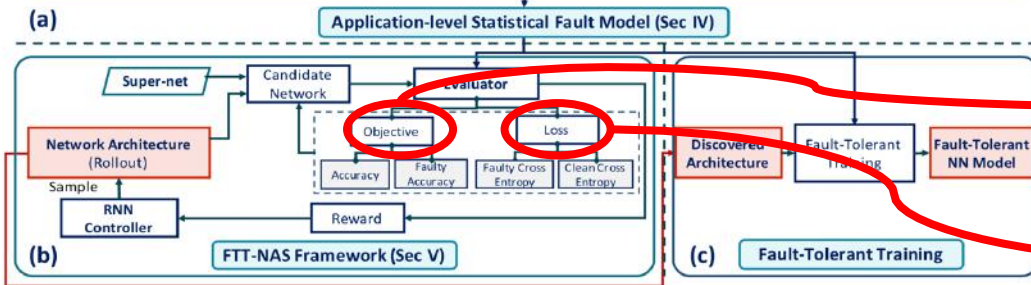 (a)
Application-level Statistical Fault Model (Sec IV)
Super-net
Candidate
Network
Evaluator
Network Architecture
(Rollout)
Objective
Loss
Accuracy
Faulty
Accuracy
Faulty Cross
Entropy
Clean Cross
Entropy
Sample
RNN
Controller
Reward
(b)
FTT-NAS Framework (Sec V)
Discovered
Architecture
Fault-Tolerant
Training
Fault-Tolerant
NN Model
(c)
Fault-Tolerant Training